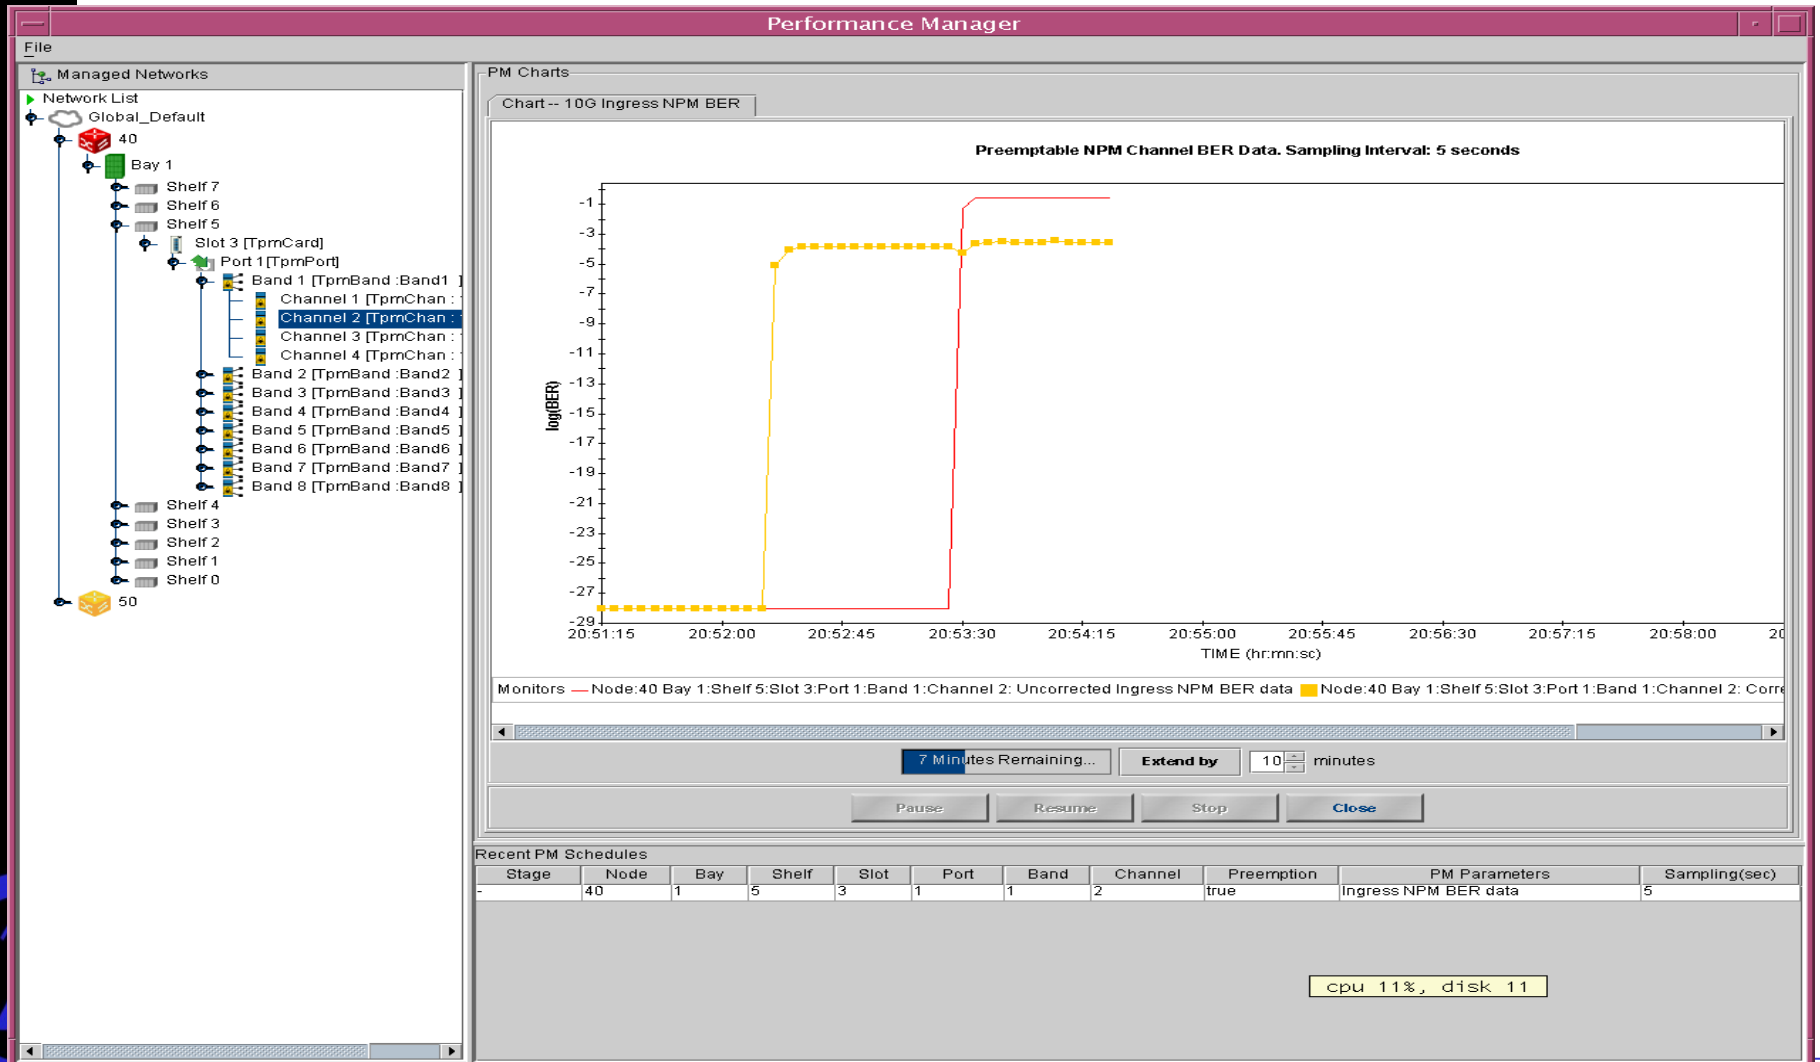 Performance Manager
File
Managed Networks
Network List
Global_Default
40
Bay 1
Shelf 7
Shelf 6
Shelf 5
Slot 3 [TpmCard]
Port 1[TpmPort]
Band 1 [TpmBand :Band1 ]
Channel 1 [TpmChan :
Channel 2 [TpmChan :
Channel 3 [TpmChan :
Channel 4 [TpmChan :
Band 2 [TpmBand :Band2 ]
Band 3 [TpmBand :Band3 ]
Band 4 [TpmBand :Band4 ]
Band 5 [TpmBand :Band5 ]
Band 6 [TpmBand :Band6 ]
Band 7 [TpmBand :Band7 ]
Band 8 [TpmBand :Band8 ]
Shelf 4
Shelf 3
Shelf 2
Shelf 1
Shelf 0
50
PM Charts
Chart -- 10G Ingress NPM BER
Preemptable NPM Channel BER Data. Sampling Interval: 5 seconds
log(BER)
-1
-3
-5
-7
-9
-11
-13
-15
-17
-19
-21
-23
-25
-27
-29
20:51:15 20:52:00 20:52:45 20:53:30 20:54:15 20:55:00 20:55:45 20:56:30 20:57:15 20:58:00 20
TIME (hr:mn:sc)
Monitors Node:40 Bay 1:Shelf 5:Slot 3:Port 1:Band 1:Channel 2: Uncorrected Ingress NPM BER data Node:40 Bay 1:Shelf 5:Slot 3:Port 1:Band 1:Channel 2: Corre
7 Minutes Remaining... Extend by 10 minutes
Pause Resume Stop Close
Recent PM Schedules
Stage Node Bay Shelf Slot Port Band Channel Preemption PM Parameters Sampling(sec)
- 40 1 5 3 1 1 2 true Ingress NPM BER data 5
cpu 11%, disk 11